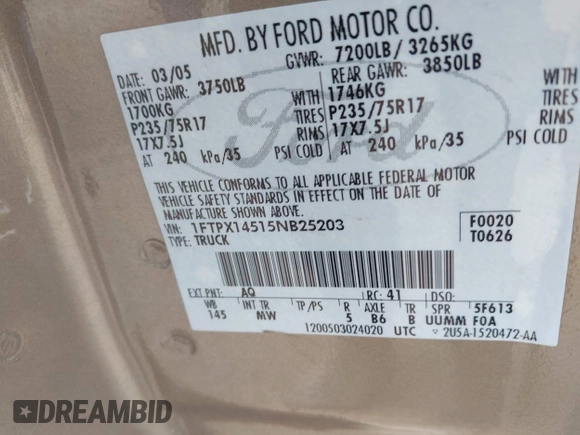 MFD. BY FORD MOTOR CO.
DATE: 03/05 GVWR: 7200LB/ 3265KG
FRONT GAWR: 3750LB REAR GAWR: 3850LB
1700KG WITH 1746KG WITH
P235/75R17 TIRES P235/75R17 TIRES
17X7.5J RIMS 17X7.5J RIMS
AT 240 kPa/35 PSI COLD AT 240 kPa/35 PSI COLD
Ford
THIS VEHICLE CONFORMS TO ALL APPLICABLE FEDERAL MOTOR
VEHICLE SAFETY STANDARDS IN EFFECT ON THE DATE OF
MANUFACTURE SHOWN ABOVE.
VIN: 1FTPX14515NB25203 F0020
TYPE: TRUCK T0626
EXT PNT: AQ RC: 41 DSO:
WB INT TR TP/PS R AXLE TR SPR 5F613
145 MW 5 B6 B UUMM F0A
1200503024020 UTC 2U5A-1520472-AA
DREAMBID